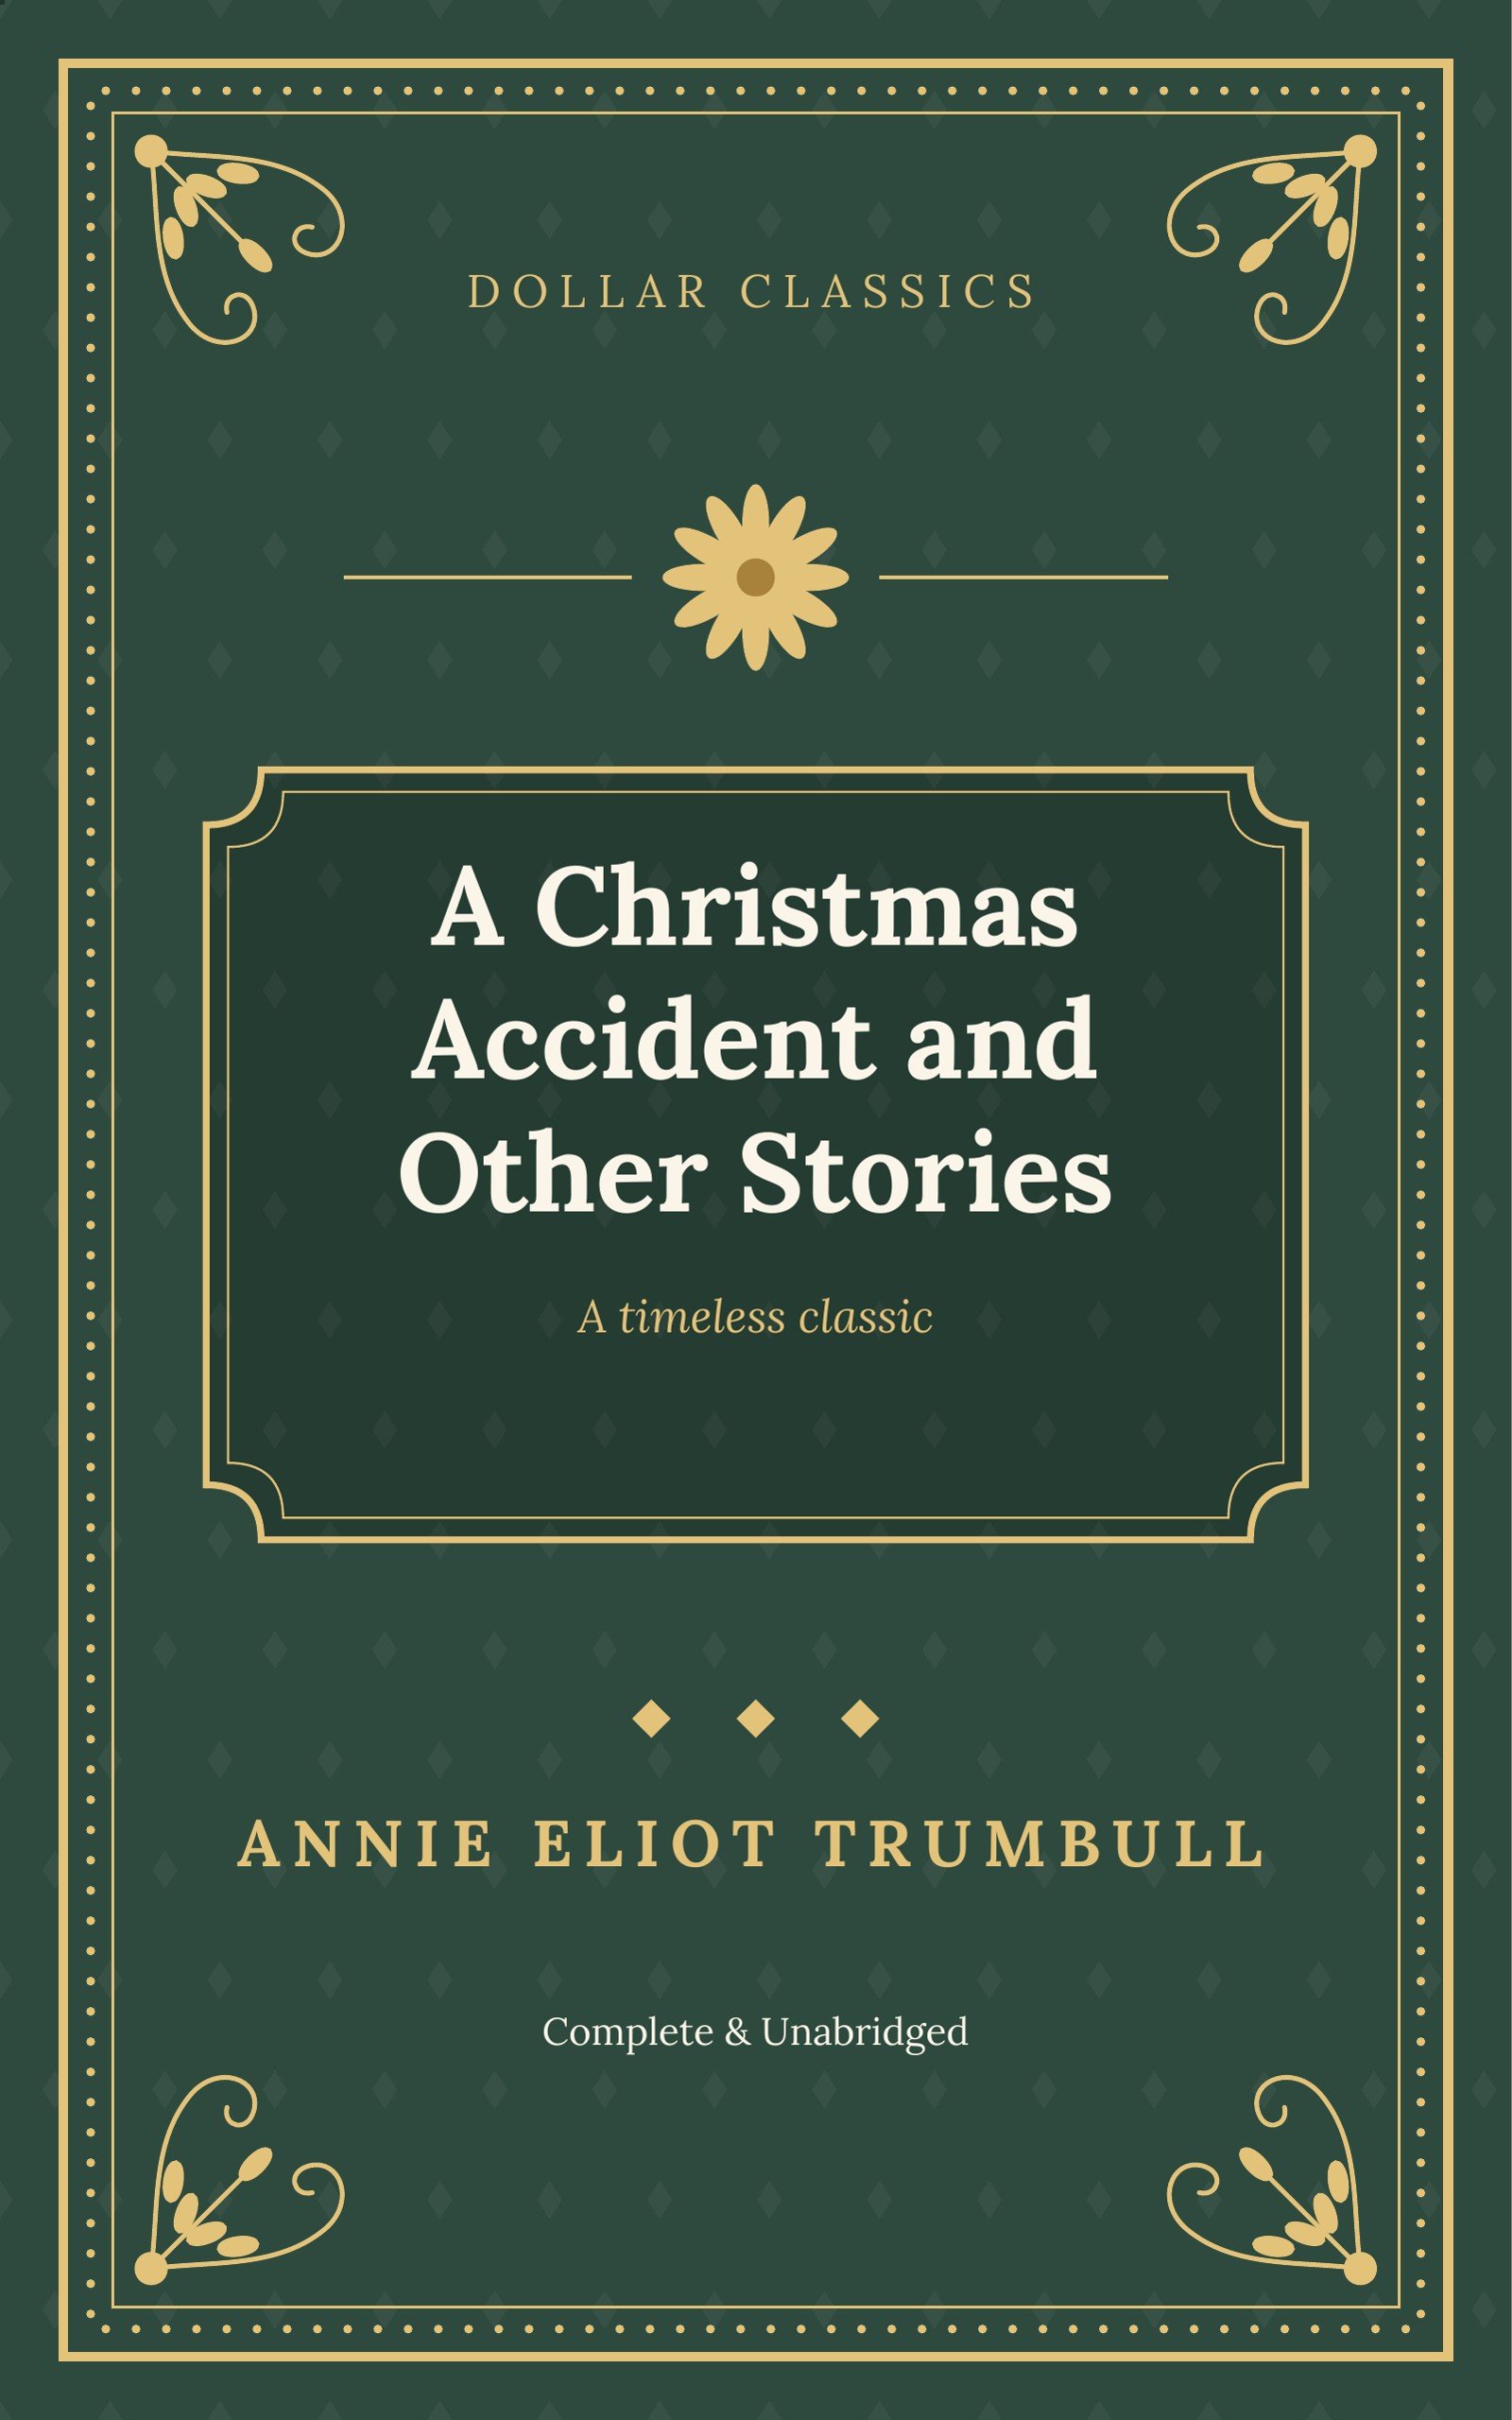 DOLLAR CLASSICS
A Christmas
Accident and
Other Stories
A timeless classic
ANNIE ELIOT TRUMBULL
Complete & Unabridged